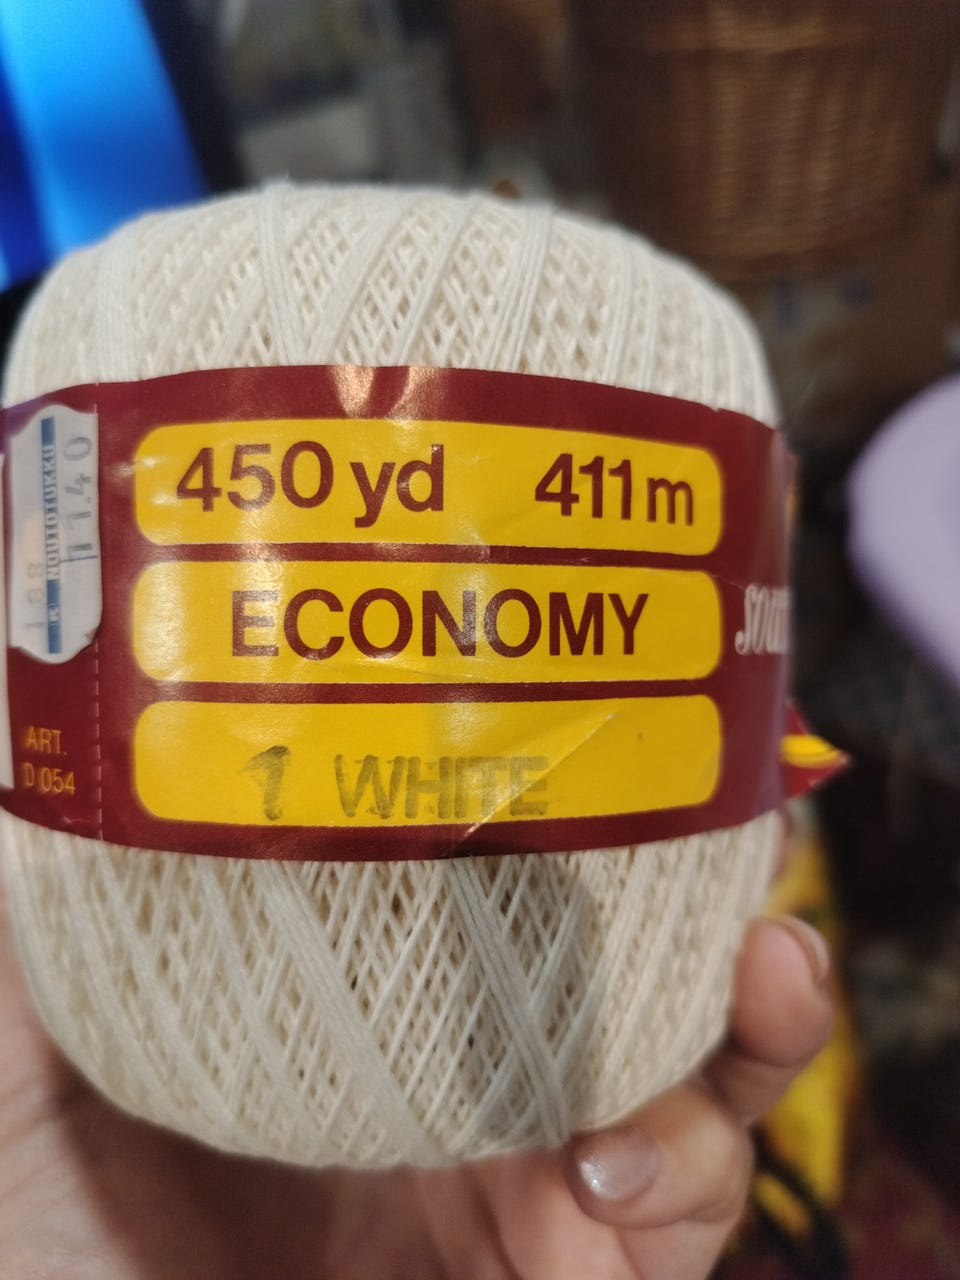 450 yd 411 m
ECONOMY
1 WHITE
K NOUTOTUKKU
11.40
ART.
D 054